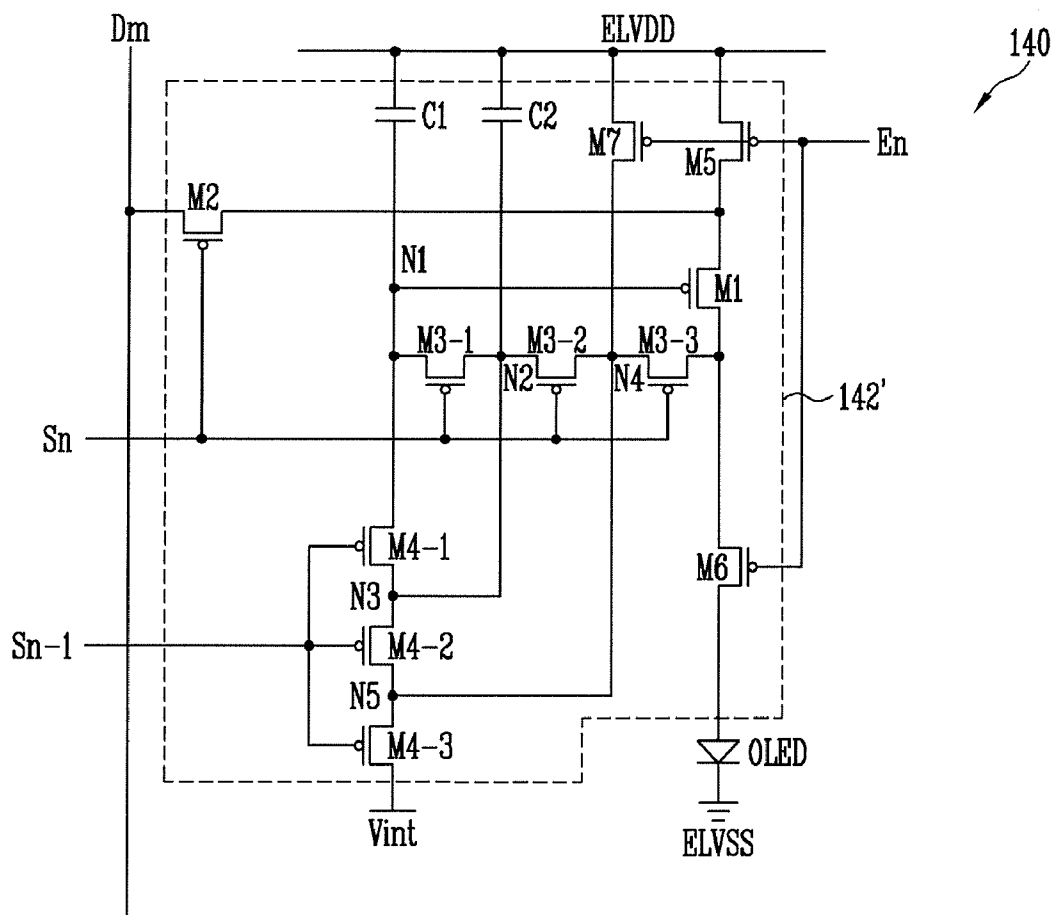 Dm
ELVDD
140
C1
C2
M7
M5
En
M2
N1
M1
M3-1
M3-2
M3-3
N2
N4
142'
Sn
M4-1
M6
N3
Sn-1
M4-2
N5
M4-3
OLED
Vint
ELVSS